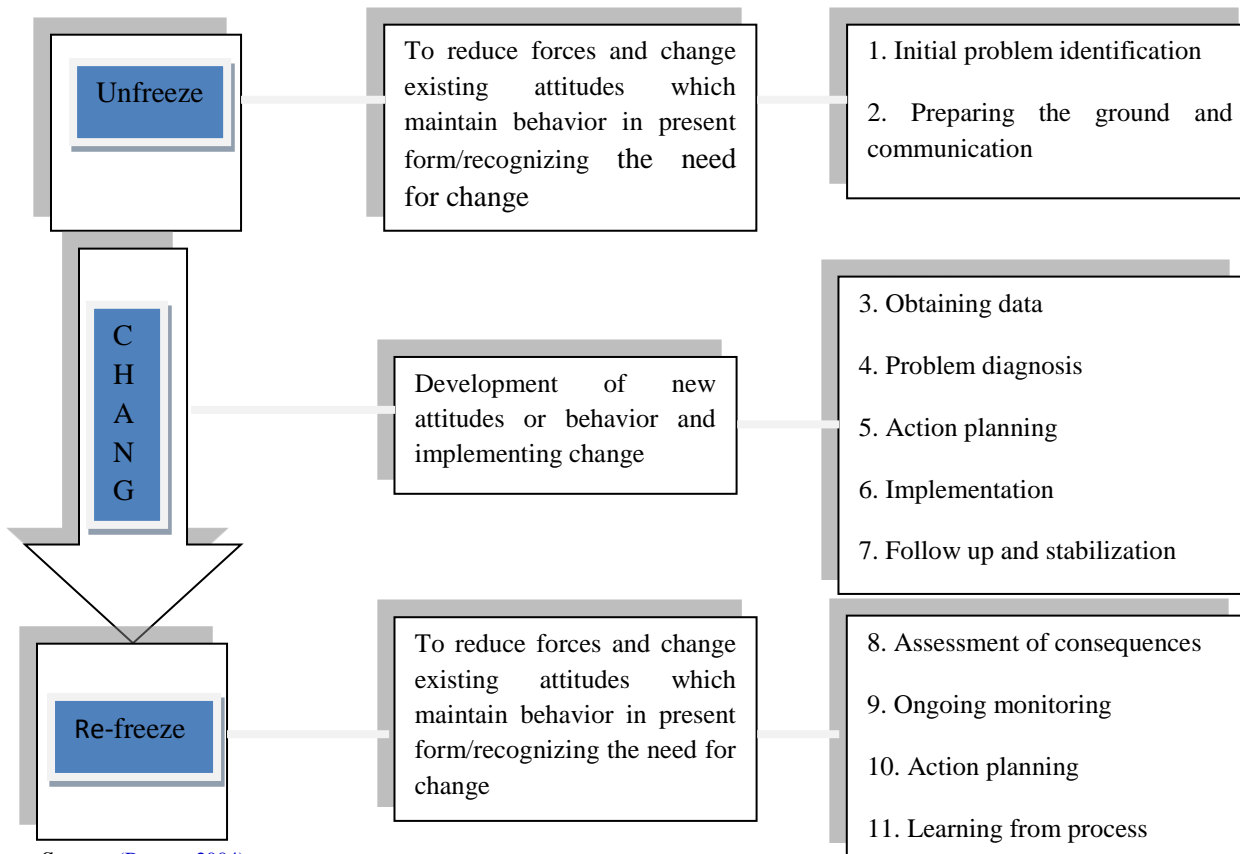 Unfreeze
To reduce forces and change
existing attitudes which
maintain behavior in present
form/recognizing the need
for change
1. Initial problem identification
2. Preparing the ground and
communication
C
H
A
N
G
Development of new
attitudes or behavior and
implementing change
3. Obtaining data
4. Problem diagnosis
5. Action planning
6. Implementation
7. Follow up and stabilization
Re-freeze
To reduce forces and change
existing attitudes which
maintain behavior in present
form/recognizing the need for
change
8. Assessment of consequences
9. Ongoing monitoring
10. Action planning
11. Learning from process